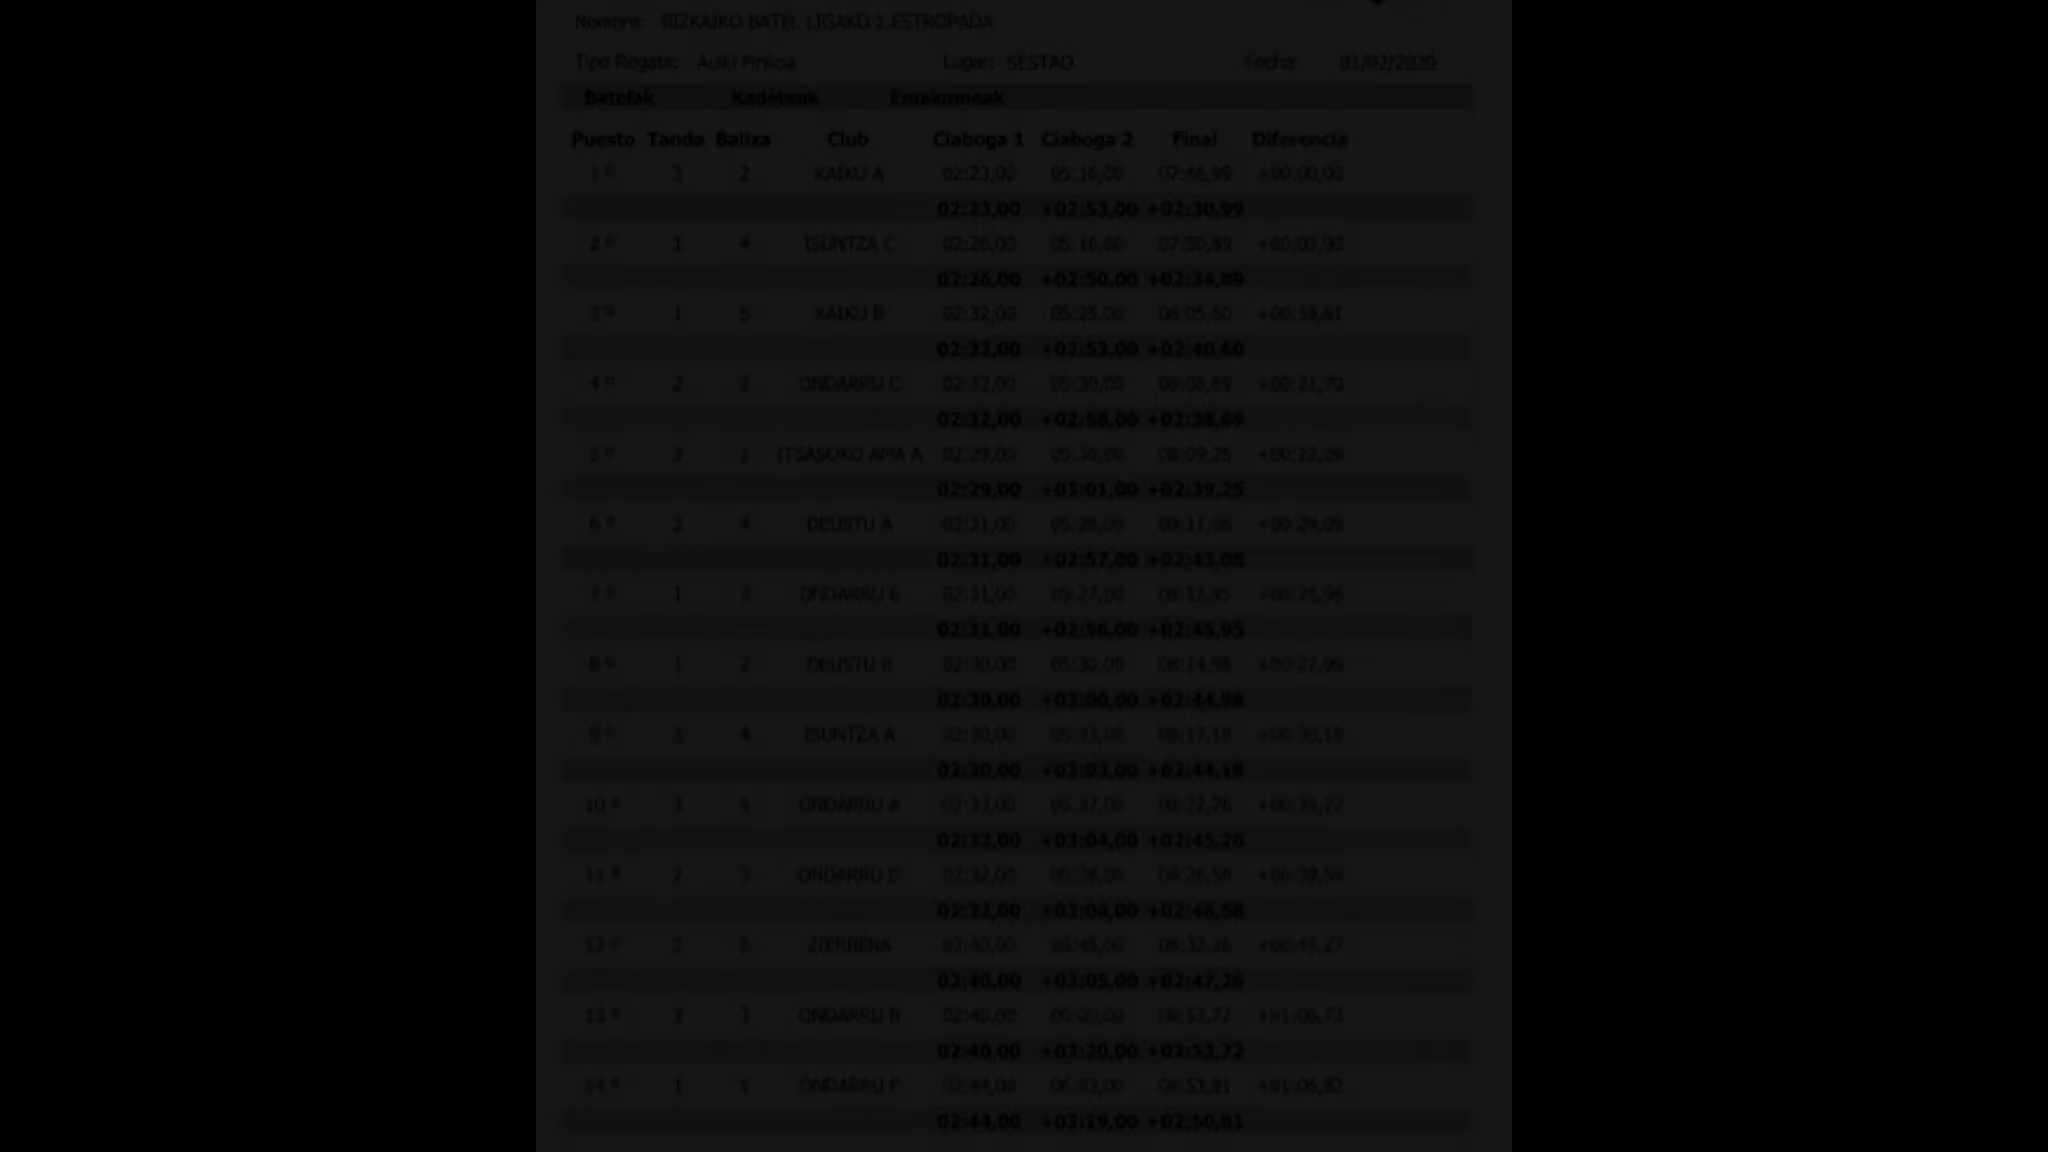 Nombre: BIZKAIKO BATEL LIGAKO 1.ESTROPADA
Tipo Regata: Aulki Finkoa Lugar: SESTAO Fecha: 01/02/2020
Batelak Kadeteak Emakumeak
Puesto Tanda Baliza Club Ciaboga 1 Ciaboga 2 Final Diferencia
1 º 3 2 KAIKU A 02:23,00 05:16,00 07:46,99 +00:00,00
02:23,00 +02:53,00 +02:30,99
2 º 1 4 ISUNTZA C 02:26,00 05:16,00 07:50,89 +00:03,90
02:26,00 +02:50,00 +02:34,89
3 º 1 5 KAIKU B 02:32,00 05:25,00 08:05,60 +00:18,61
02:32,00 +02:53,00 +02:40,60
4 º 2 2 ONDARRU C 02:32,00 05:30,00 08:08,69 +00:21,70
02:32,00 +02:58,00 +02:38,69
5 º 3 1 ITSASOKO AMA A 02:29,00 05:30,00 08:09,25 +00:22,26
02:29,00 +03:01,00 +02:39,25
6 º 2 4 DEUSTU A 02:31,00 05:28,00 08:11,08 +00:24,09
02:31,00 +02:57,00 +02:43,08
7 º 1 3 ONDARRU E 02:31,00 05:27,00 08:12,95 +00:25,96
02:31,00 +02:56,00 +02:45,95
8 º 1 2 DEUSTU B 02:30,00 05:30,00 08:14,98 +00:27,99
02:30,00 +03:00,00 +02:44,98
9 º 3 4 ISUNTZA A 02:30,00 05:33,00 08:17,18 +00:30,19
02:30,00 +03:03,00 +02:44,18
10 º 3 5 ONDARRU A 02:33,00 05:37,00 08:22,26 +00:35,27
02:33,00 +03:04,00 +02:45,26
11 º 2 3 ONDARRU D 02:32,00 05:38,00 08:26,58 +00:39,59
02:32,00 +03:06,00 +02:48,58
12 º 2 ZIERBENA 02:40,00 05:45,00 08:32,26 +00:45,27
02:40,00 +03:05,00 +02:47,26
13 º 3 3 ONDARRU B 02:40,00 06:00,00 08:53,72 +01:06,73
02:40,00 +03:20,00 +02:53,72
14 º 1 1 ONDARRU F 02:44,00 06:03,00 08:53,81 +01:06,82
02:44,00 +03:19,00 +02:50,81